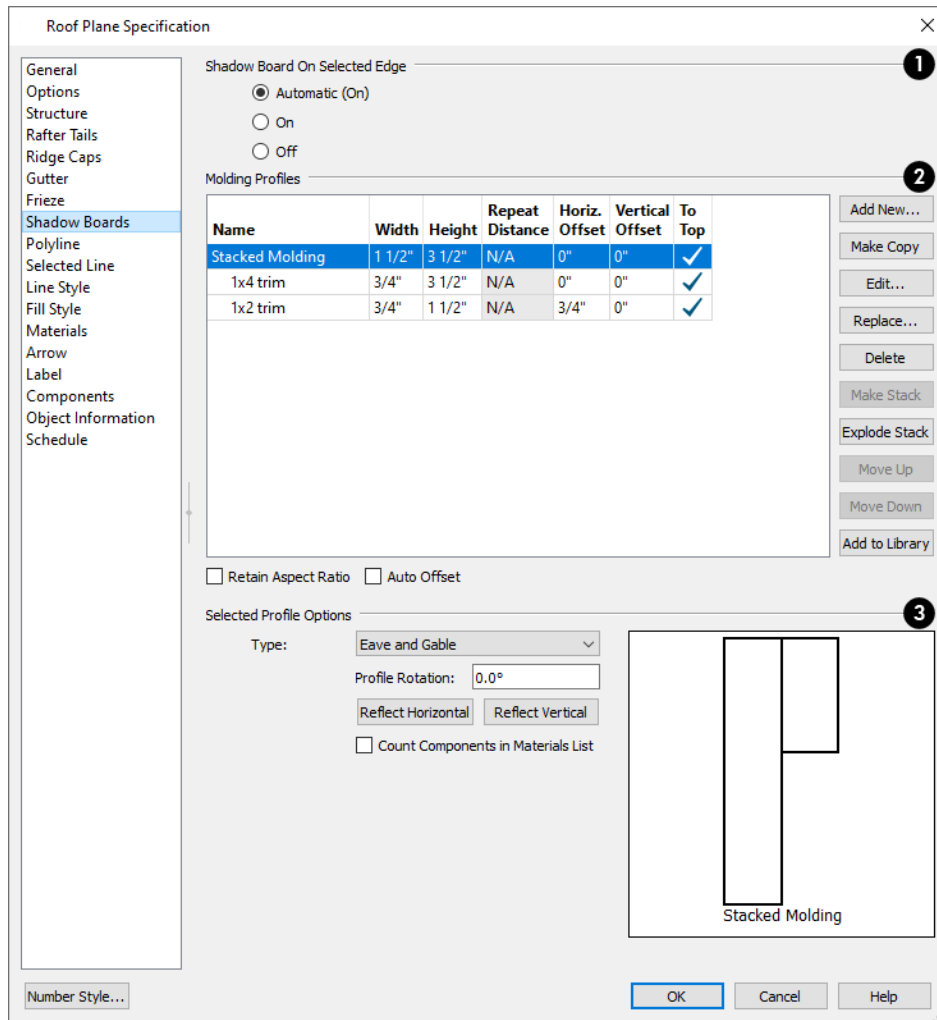 Roof Plane Specification
General
Options
Structure
Rafter Tails
Ridge Caps
Gutter
Frieze
Shadow Boards
Polyline
Selected Line
Line Style
Fill Style
Materials
Arrow
Label
Components
Object Information
Schedule
Shadow Board On Selected Edge 1
Automatic (On)
On
Off
Molding Profiles 2
Name Width Height Repeat Distance Horiz. Offset Vertical Offset To Top
Stacked Molding 1 1/2" 3 1/2" N/A 0" 0"
1x4 trim 3/4" 3 1/2" N/A 0" 0"
1x2 trim 3/4" 1 1/2" N/A 3/4" 0"
Add New...
Make Copy
Edit...
Replace...
Delete
Make Stack
Explode Stack
Move Up
Move Down
Add to Library
Retain Aspect Ratio Auto Offset
Selected Profile Options 3
Type: Eave and Gable
Profile Rotation: 0.0°
Reflect Horizontal Reflect Vertical
Count Components in Materials List
Stacked Molding
Number Style... OK Cancel Help